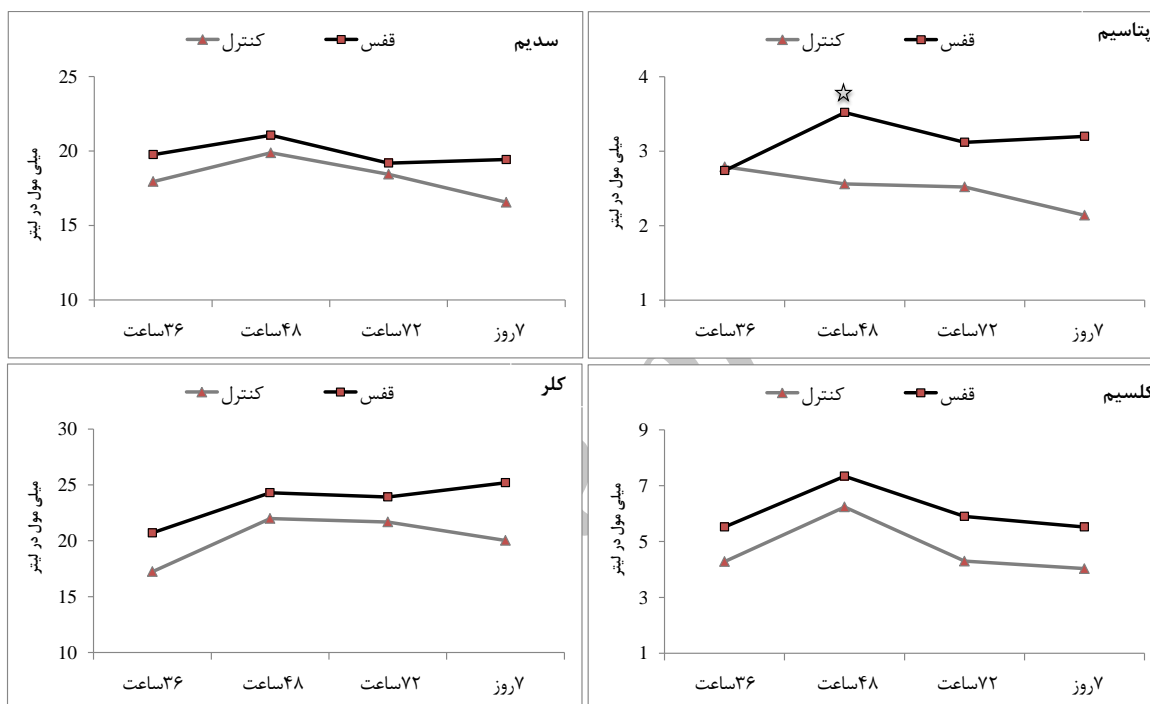 سدیم
کنترل
قفس
میلی مول در لیتر
25
20
15
10
۳۶ساعت
۴۸ساعت
۷۲ساعت
۷روز
پتاسیم
کنترل
قفس
میلی مول در لیتر
4
3
2
1
۳۶ساعت
۴۸ساعت
۷۲ساعت
۷روز
کلر
کنترل
قفس
میلی مول در لیتر
30
25
20
15
10
۳۶ساعت
۴۸ساعت
۷۲ساعت
۷روز
کلسیم
کنترل
قفس
میلی مول در لیتر
9
7
5
3
1
۳۶ساعت
۴۸ساعت
۷۲ساعت
۷روز